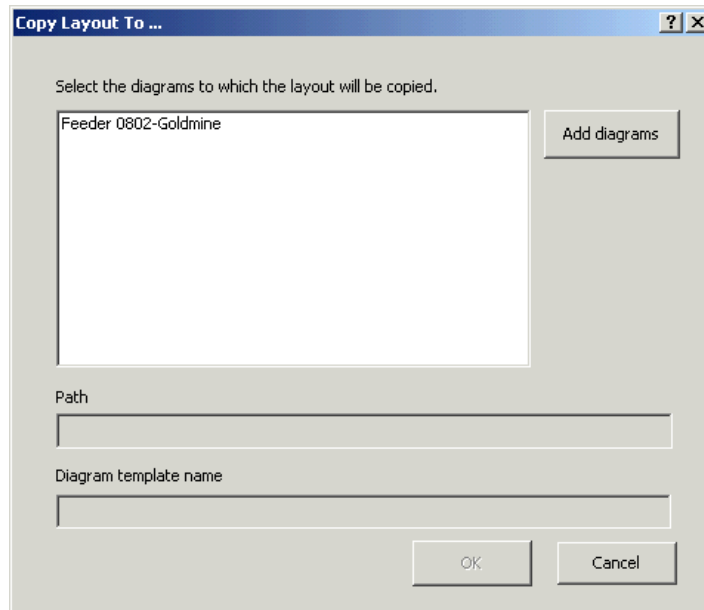 Copy Layout To ...
Select the diagrams to which the layout will be copied.
Feeder 0802-Goldmine
Add diagrams
Path
Diagram template name
OK
Cancel